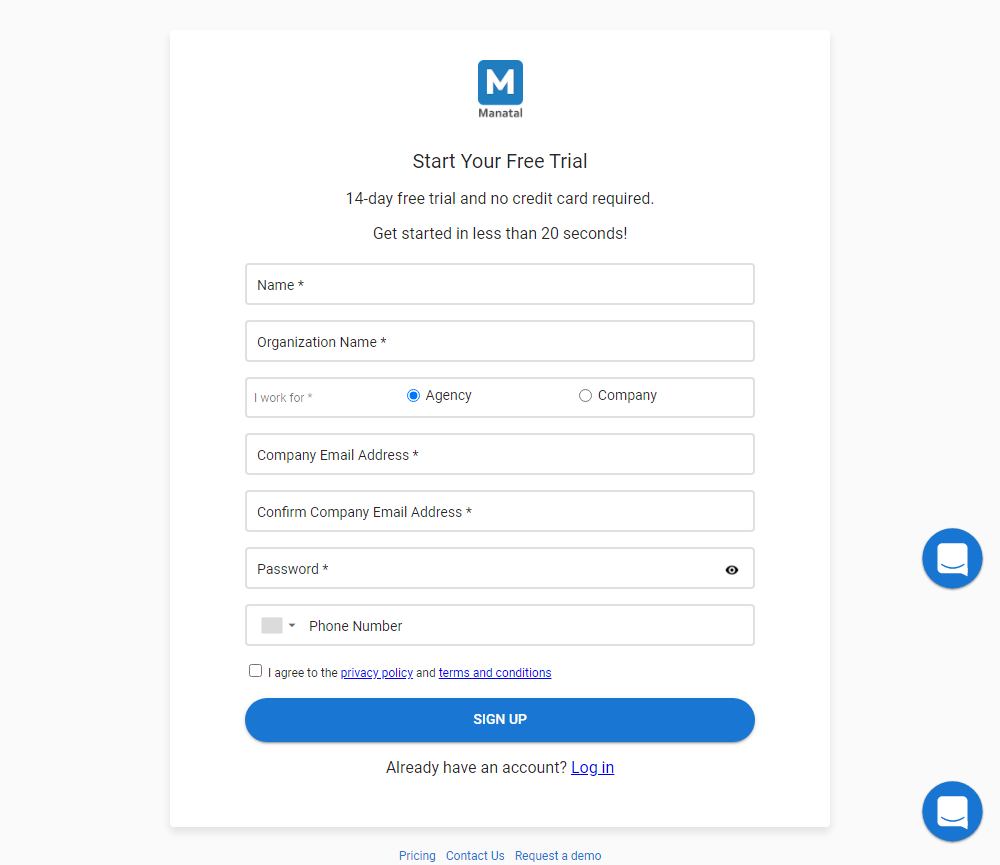 M
Manatal
Start Your Free Trial
14-day free trial and no credit card required.
Get started in less than 20 seconds!
Name *
Organization Name *
I work for * Agency Company
Company Email Address *
Confirm Company Email Address *
Password *
Phone Number
I agree to the privacy policy and terms and conditions
SIGN UP
Already have an account? Log in
Pricing Contact Us Request a demo